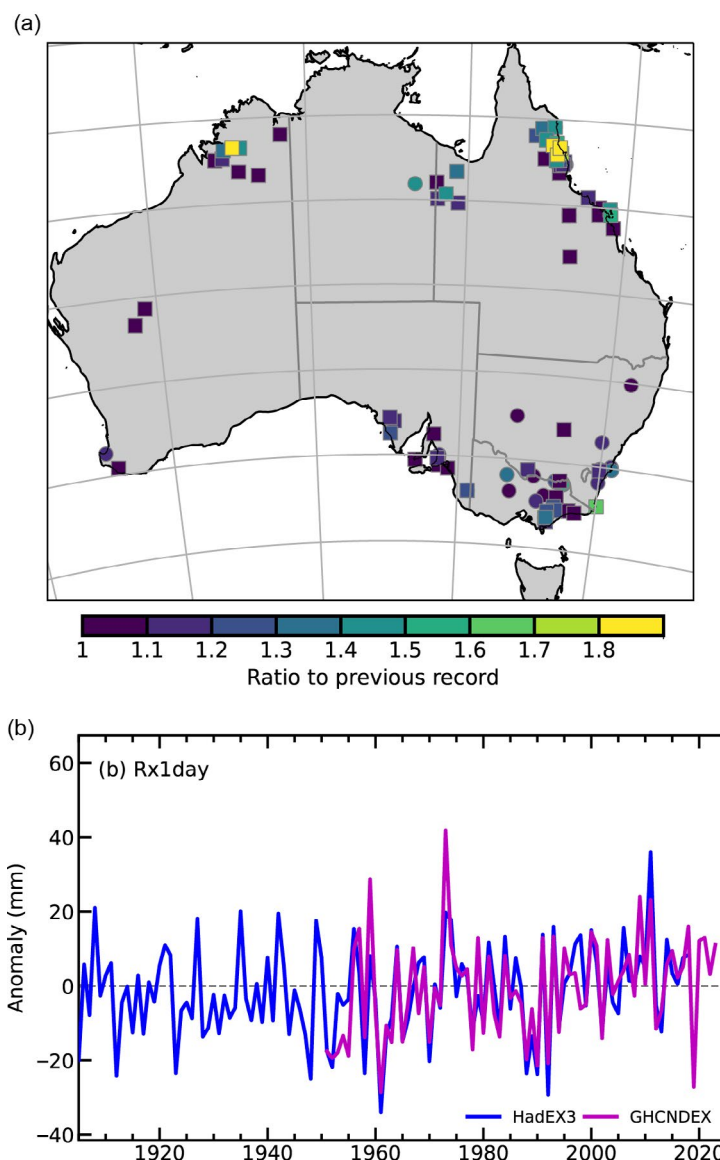 (a)
1 1.1 1.2 1.3 1.4 1.5 1.6 1.7 1.8
Ratio to previous record
(b)
(b) Rx1day
60
40
20
0
−20
−40
Anomaly (mm)
HadEX3 GHCNDEX
1920 1940 1960 1980 2000 2020